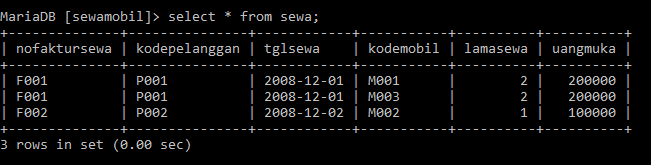 MariaDB [sewamobil]> select * from sewa;
+-------------+---------------+------------+-----------+----------+----------+
| nofaktursewa | kodepelanggan | tglsewa | kodemobil | lamasewa | uangmuka |
+-------------+---------------+------------+-----------+----------+----------+
| F001 | P001 | 2008-12-01 | M001 | 2 | 200000 |
| F001 | P001 | 2008-12-01 | M003 | 2 | 200000 |
| F002 | P002 | 2008-12-02 | M002 | 1 | 100000 |
+-------------+---------------+------------+-----------+----------+----------+
3 rows in set (0.00 sec)